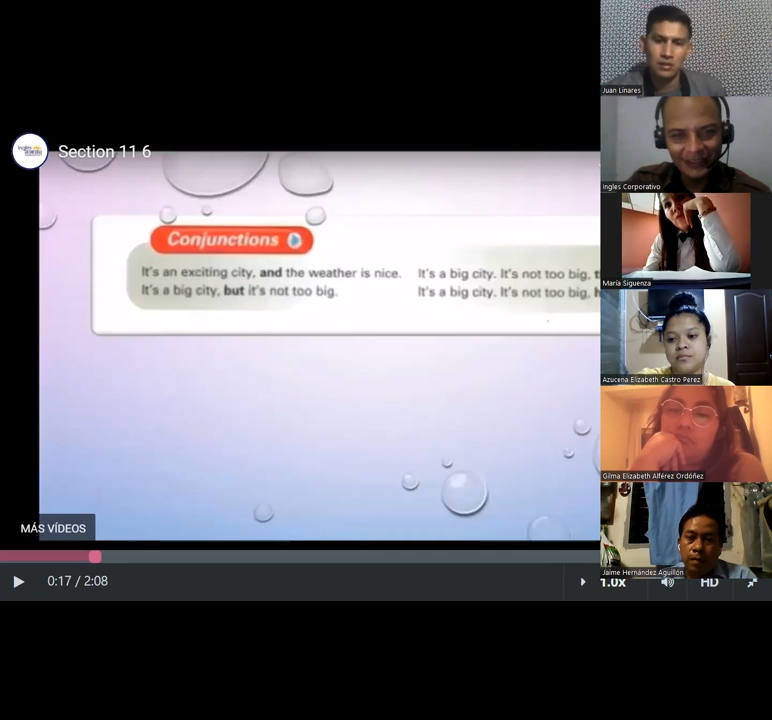 Section 11 6
Conjunctions
It's an exciting city, and the weather is nice.
It's a big city, but it's not too big.
It's a big city. It's not too big, t
It's a big city. It's not too big, h
MÁS VÍDEOS
0:17 / 2:08
1.0x
HD
Juan Linares
Ingles Corporativo
María Siguenza
Azucena Elizabeth Castro Perez
Gilma Elizabeth Alférez Ordóñez
Jaime Hernández Aguillón